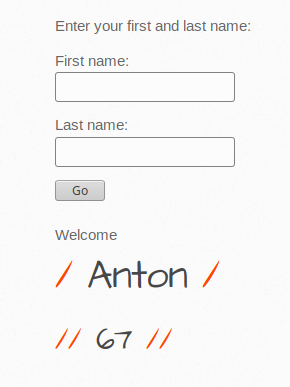 Enter your first and last name:
First name:
Last name:
Go
Welcome
/ Anton /
// 67 //